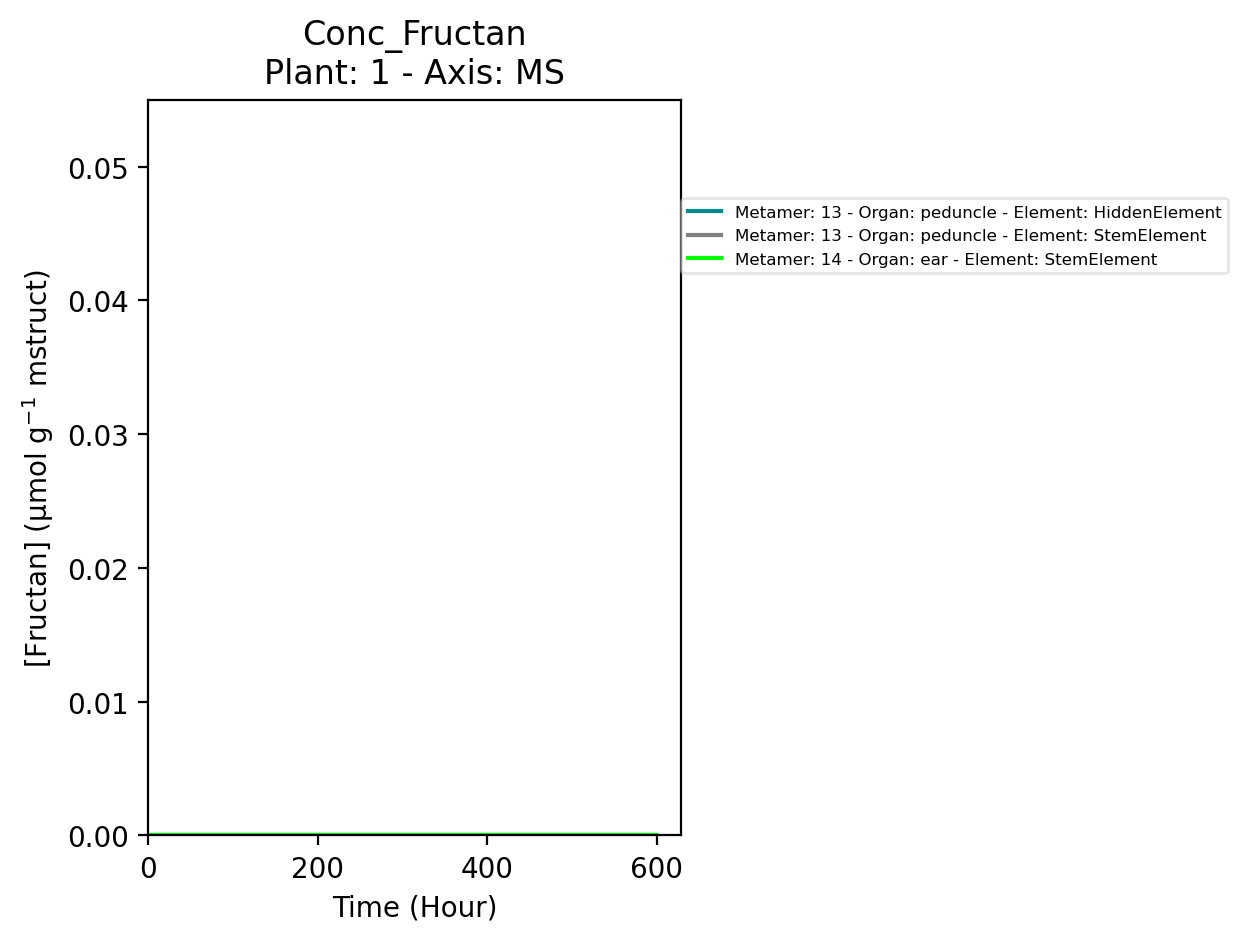 Conc_Fructan
Plant: 1 - Axis: MS
[Fructan] (µmol g⁻¹ mstruct)
0.05
0.04
0.03
0.02
0.01
0.00
0 200 400 600
Time (Hour)
Metamer: 13 - Organ: peduncle - Element: HiddenElement
Metamer: 13 - Organ: peduncle - Element: StemElement
Metamer: 14 - Organ: ear - Element: StemElement